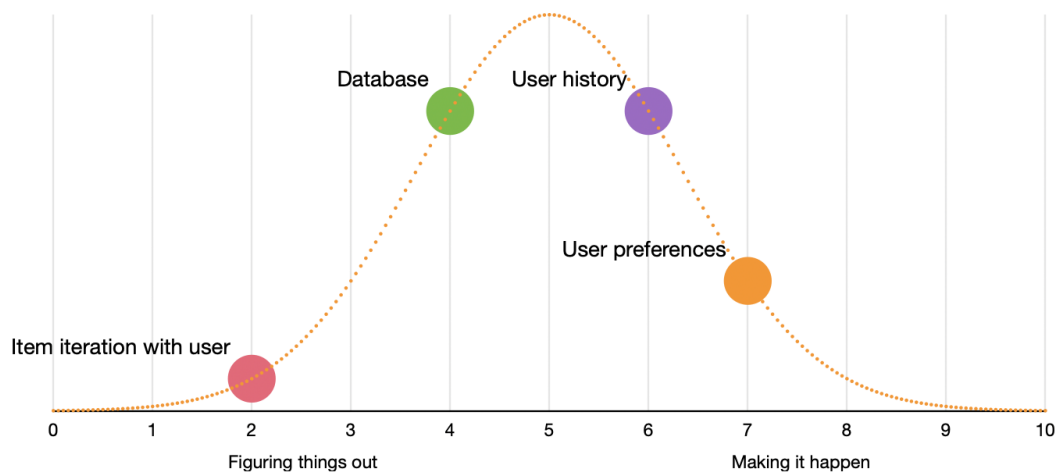 Database
User history
User preferences
Item iteration with user
0 1 2 3 4 5 6 7 8 9 10
Figuring things out
Making it happen